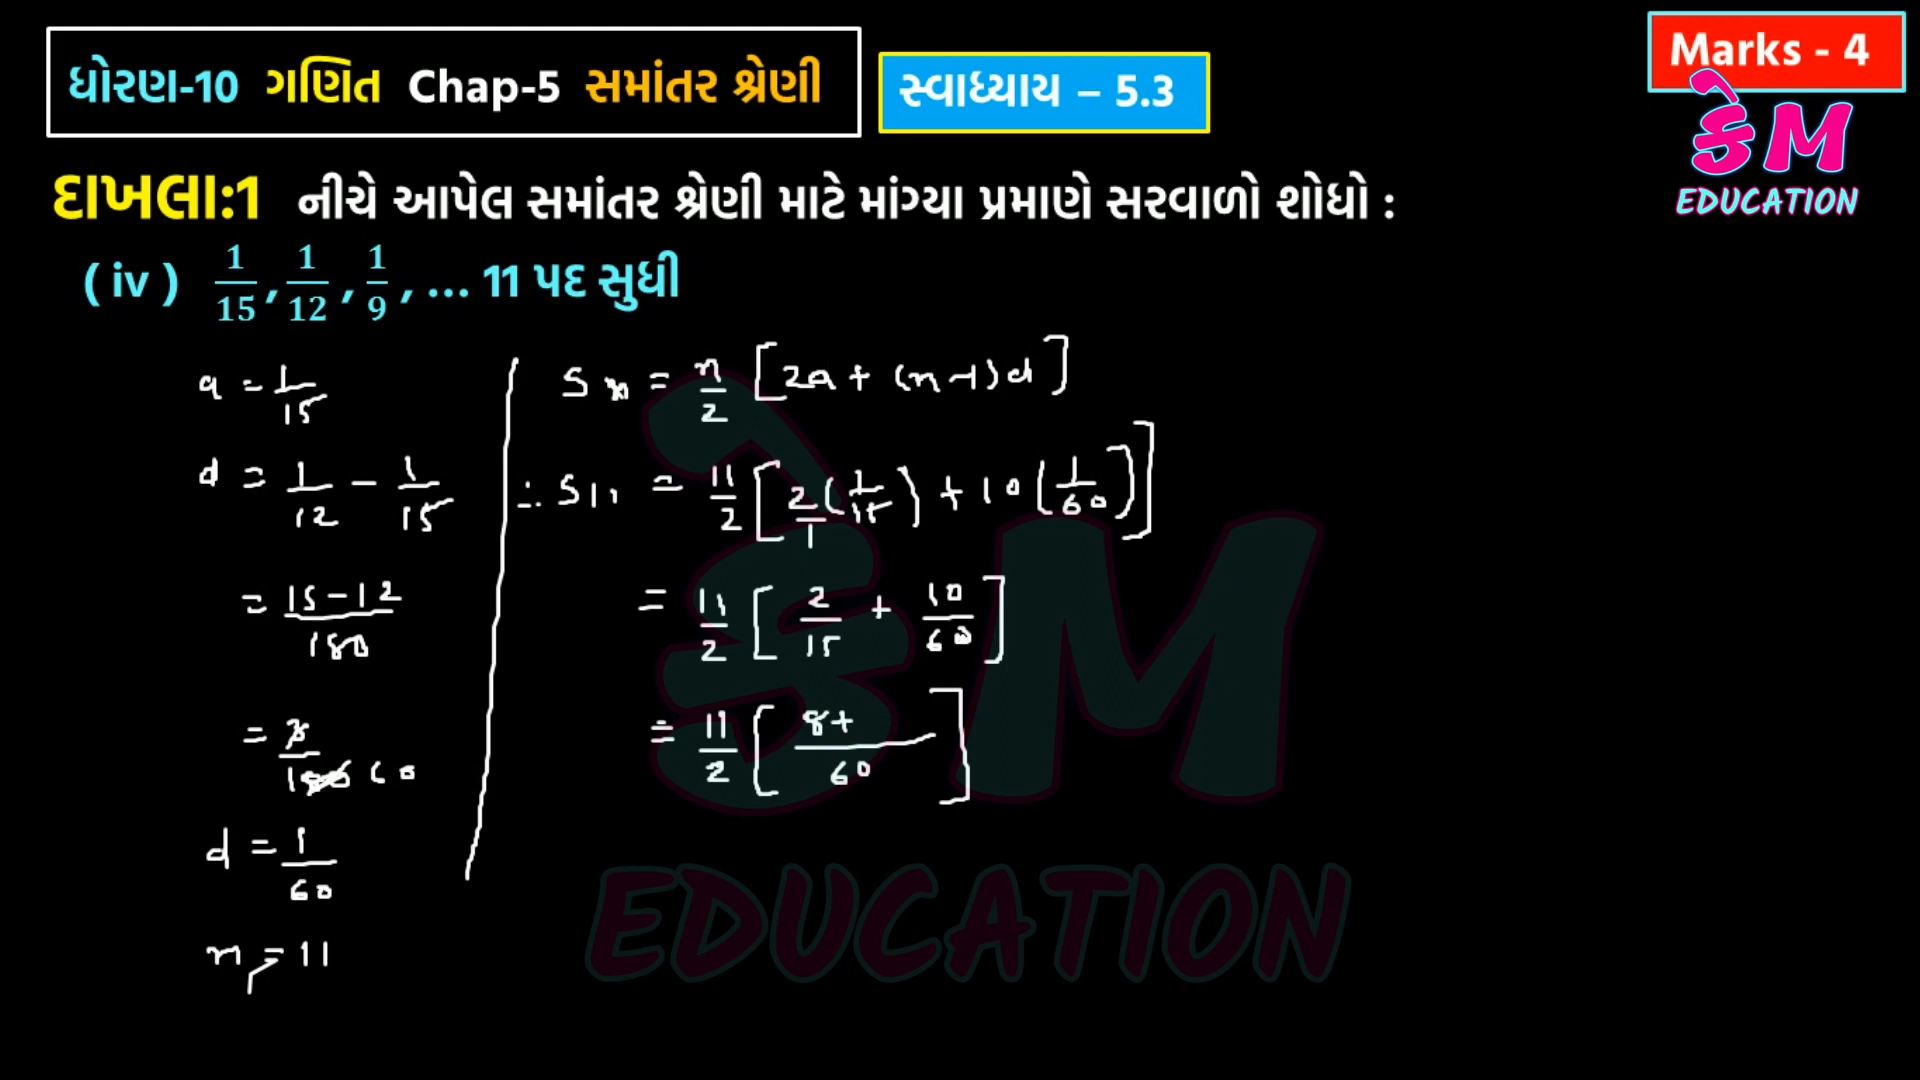 ધોરણ-10 ગણિત Chap-5 સમાંતર શ્રેણી
સ્વાધ્યાય – 5.3
Marks - 4
કેM
EDUCATION
દાખલા:1 નીચે આપેલ સમાંતર શ્રેણી માટે માંગ્યા પ્રમાણે સરવાળો શોધો :
( iv ) 1/15 , 1/12 , 1/9 , ... 11 પદ સુધી
a = 1/15
d = 1/12 - 1/15
= 15-12/180
= 3/180 60
d = 1/60
n = 11
Sn = n/2 [2a + (n-1)d]
∴ S11 = 11/2 [2/1 (1/15) + 10 (1/60)]
= 11/2 [2/15 + 10/60]
= 11/2 [8+/60]
કેM
EDUCATION